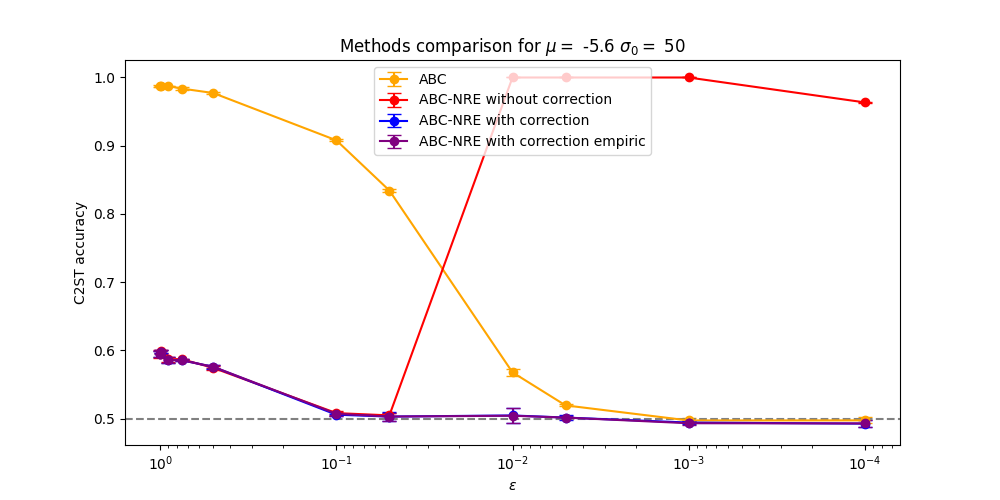 Methods comparison for μ = -5.6 σ₀ = 50
ABC
ABC-NRE without correction
ABC-NRE with correction
ABC-NRE with correction empiric
C2ST accuracy
1.0
0.9
0.8
0.7
0.6
0.5
10⁰ 10⁻¹ 10⁻² 10⁻³ 10⁻⁴
ε